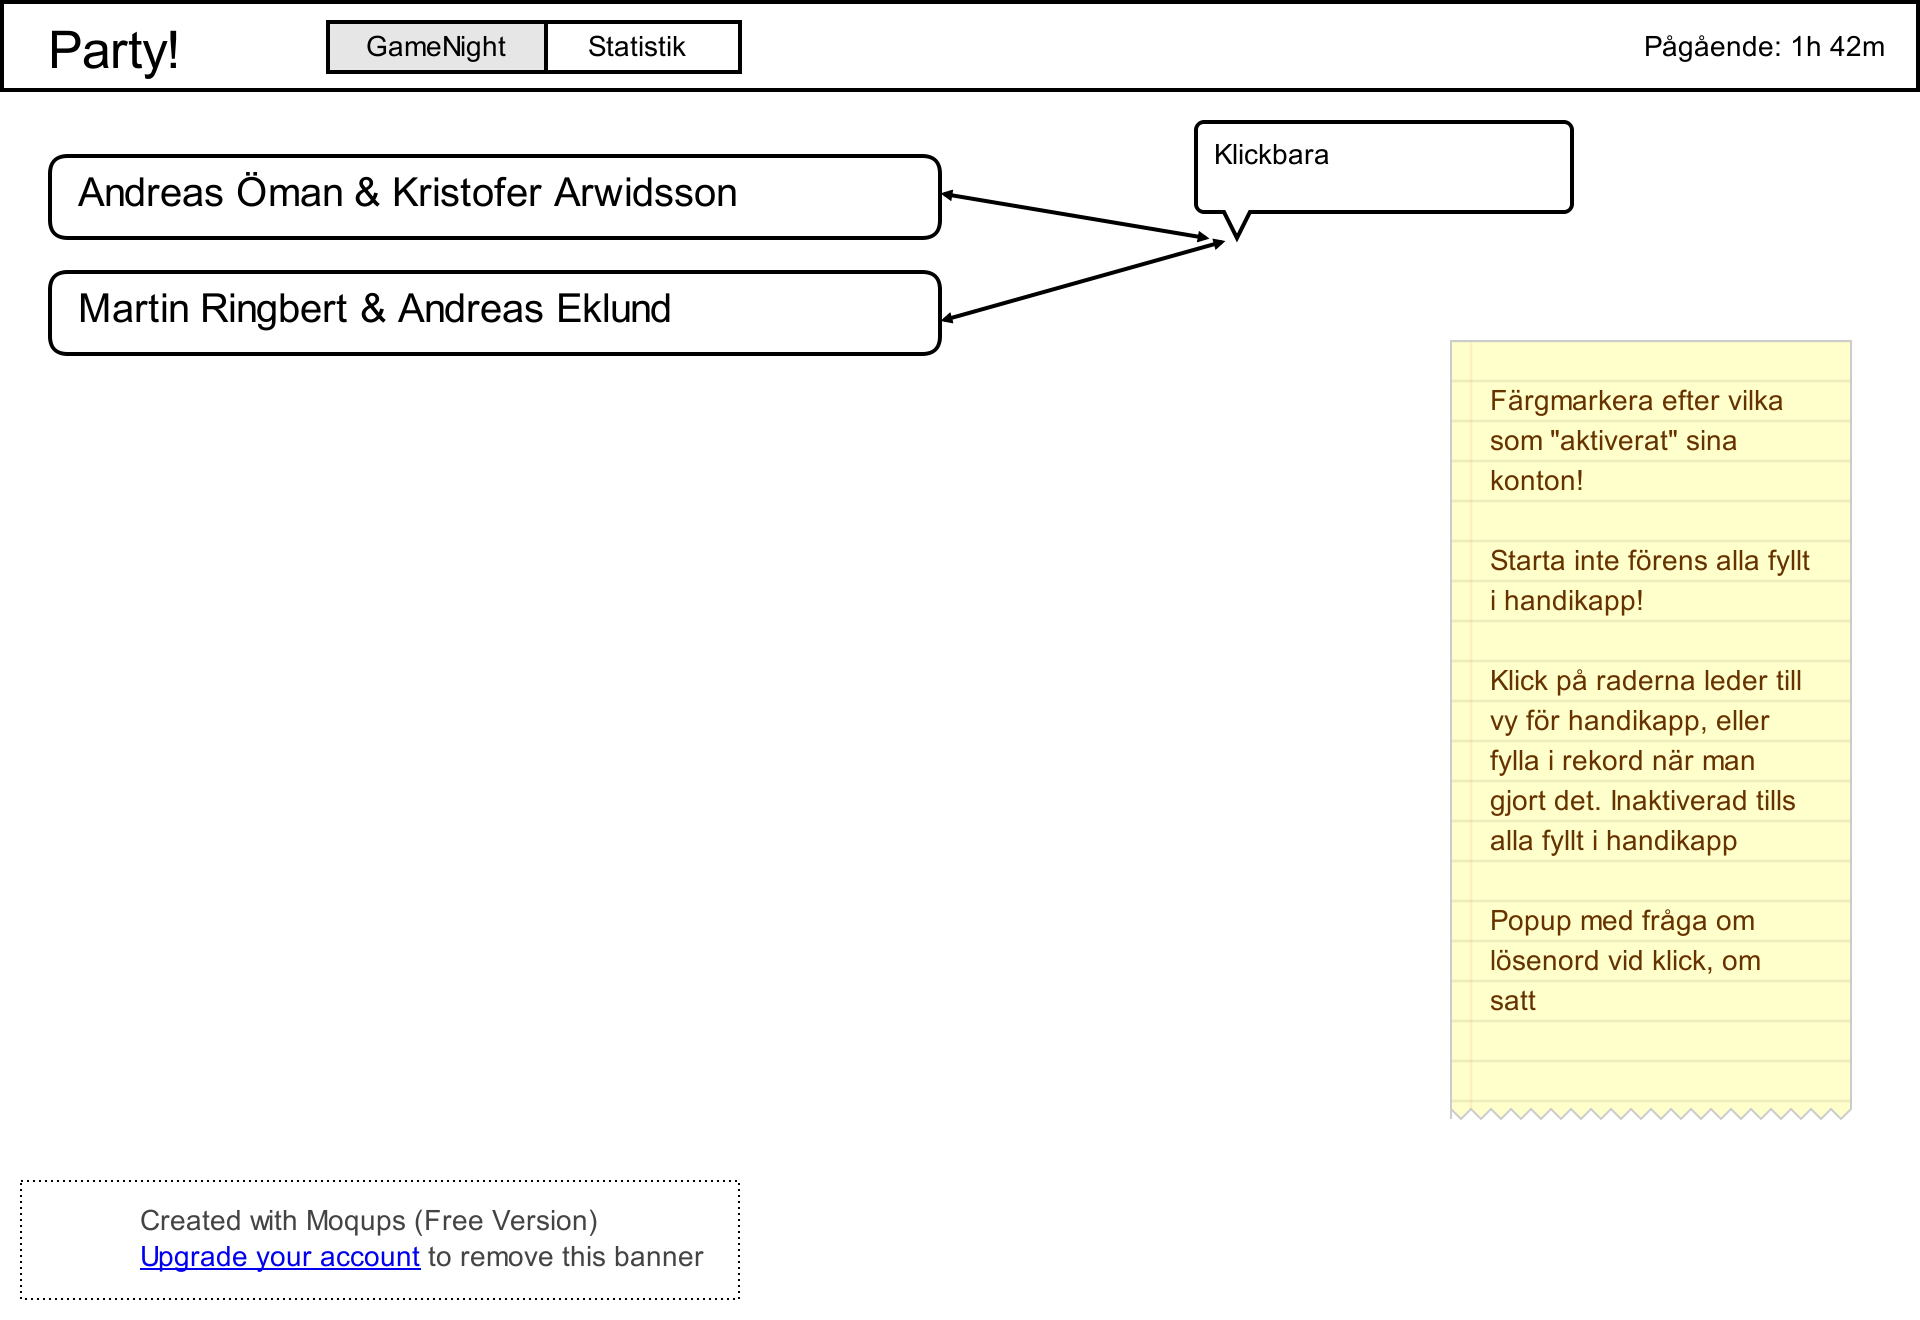 Party!
GameNight
Statistik
Pågående: 1h 42m
Klickbara
Andreas Öman & Kristofer Arwidsson
Martin Ringbert & Andreas Eklund
Färgmarkera efter vilka
som "aktiverat" sina
konton!
Starta inte förens alla fyllt
i handikapp!
Klick på raderna leder till
vy för handikapp, eller
fylla i rekord när man
gjort det. Inaktiverad tills
alla fyllt i handikapp
Popup med fråga om
lösenord vid klick, om
satt
Created with Moqups (Free Version)
Upgrade your account to remove this banner